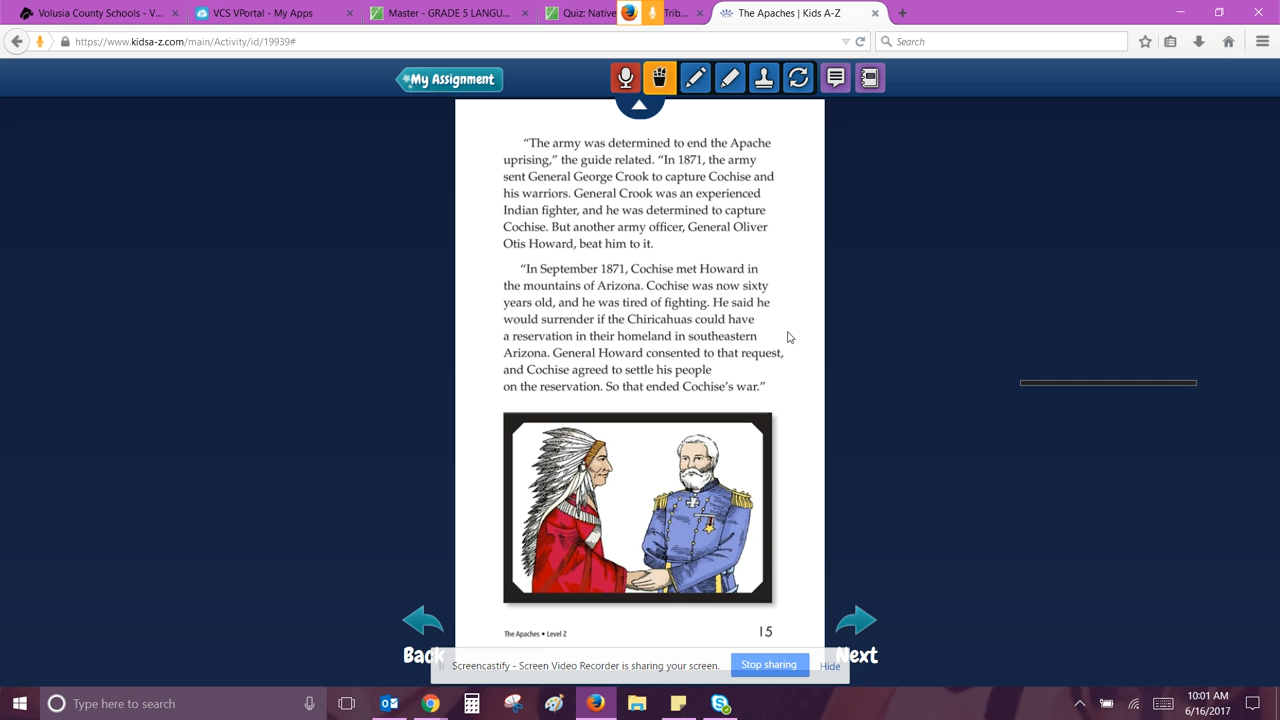 Volusia County Schools - V...
VCS VPortal - My Apps
Master - GRADE 5 LANGU...
Quiz: Native
Trib...
The Apaches | Kids A-Z
https://www.kidsa-z.com/main/Activity/id/19939#
Search
My Assignment
“The army was determined to end the Apache
uprising,” the guide related. “In 1871, the army
sent General George Crook to capture Cochise and
his warriors. General Crook was an experienced
Indian fighter, and he was determined to capture
Cochise. But another army officer, General Oliver
Otis Howard, beat him to it.
“In September 1871, Cochise met Howard in
the mountains of Arizona. Cochise was now sixty
years old, and he was tired of fighting. He said he
would surrender if the Chiricahuas could have
a reservation in their homeland in southeastern
Arizona. General Howard consented to that request,
and Cochise agreed to settle his people
on the reservation. So that ended Cochise’s war.”
The Apaches • Level Z
15
Back
Next
Screencastify - Screen Video Recorder is sharing your screen.
Stop sharing
Hide
Type here to search
10:01 AM
6/16/2017